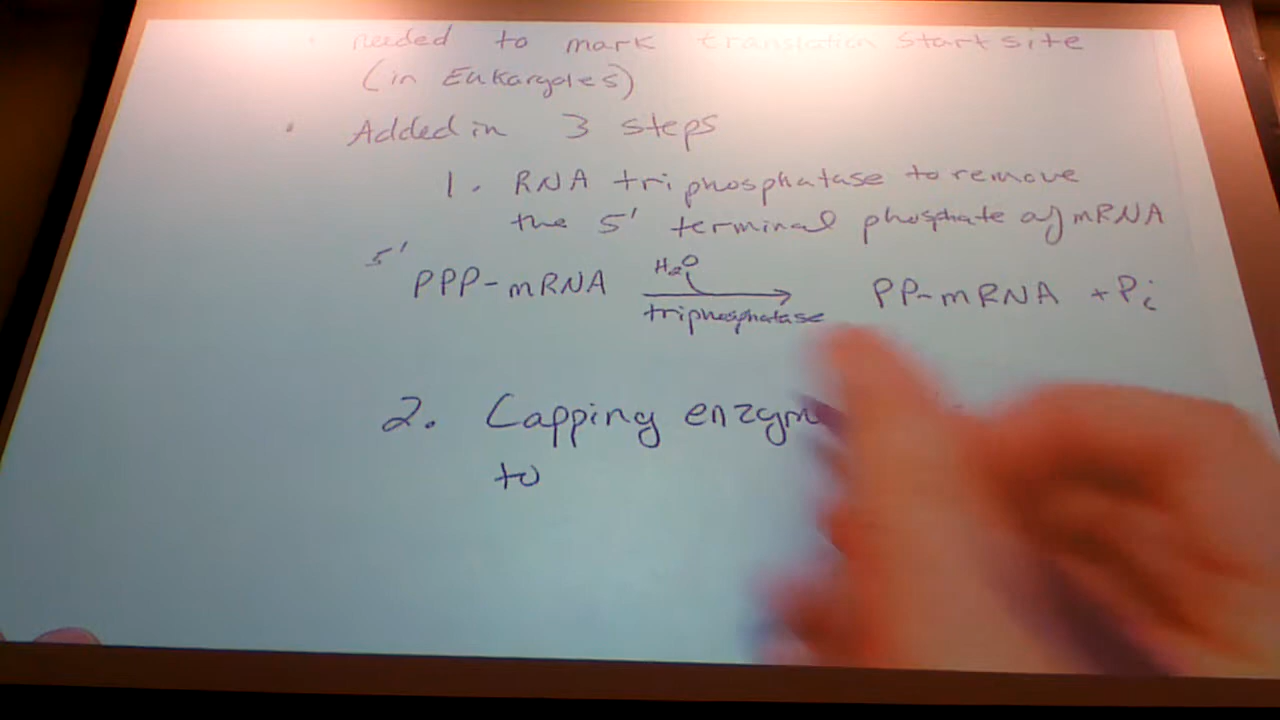 needed to mark translation start site
(in Eukaryotes)
• Added in 3 steps
1. RNA triphosphatase to remove
the 5' terminal phosphate of mRNA
5' PPP-mRNA H2O PP-mRNA + Pi
triphosphatase
2. Capping
to